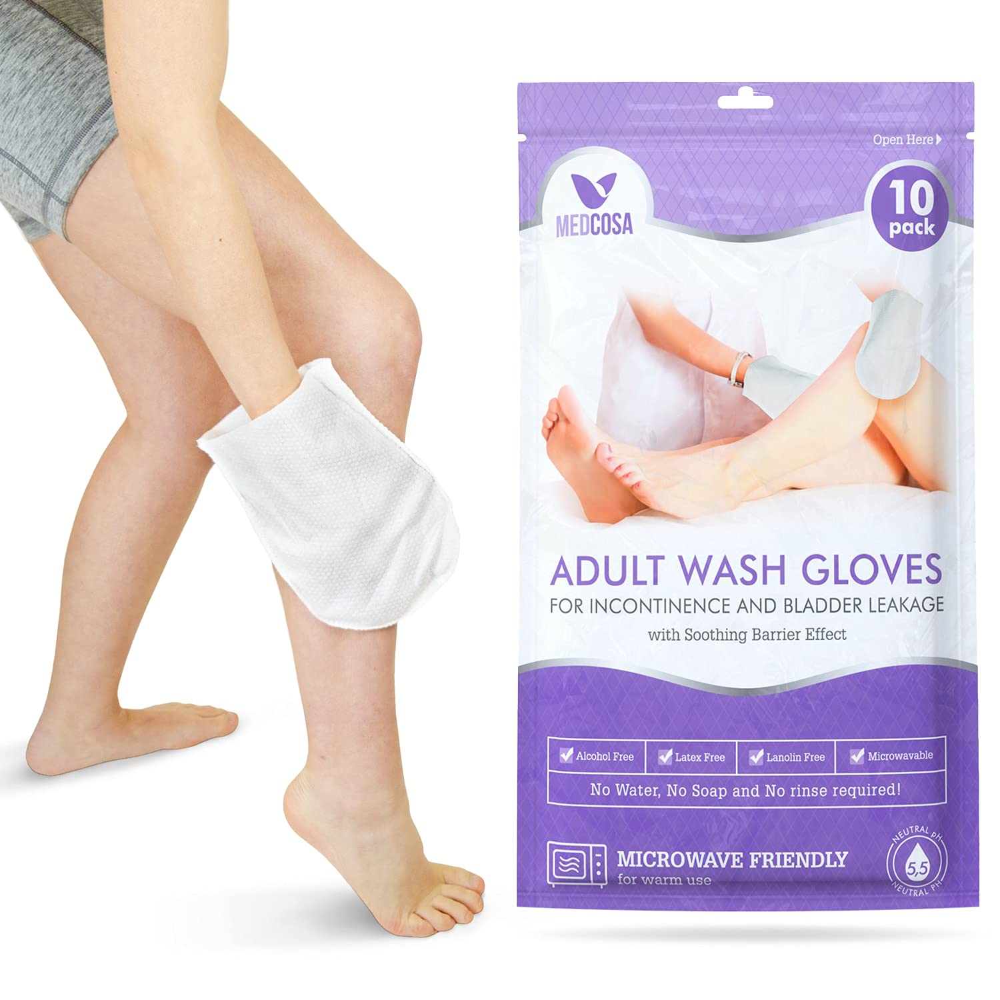 Open Here
MEDCOSA
10
pack
ADULT WASH GLOVES
FOR INCONTINENCE AND BLADDER LEAKAGE
with Soothing Barrier Effect
Alcohol Free
Latex Free
Lanolin Free
Microwavable
No Water, No Soap and No rinse required!
MICROWAVE FRIENDLY
for warm use
NEUTRAL pH
5,5
NEUTRAL PH